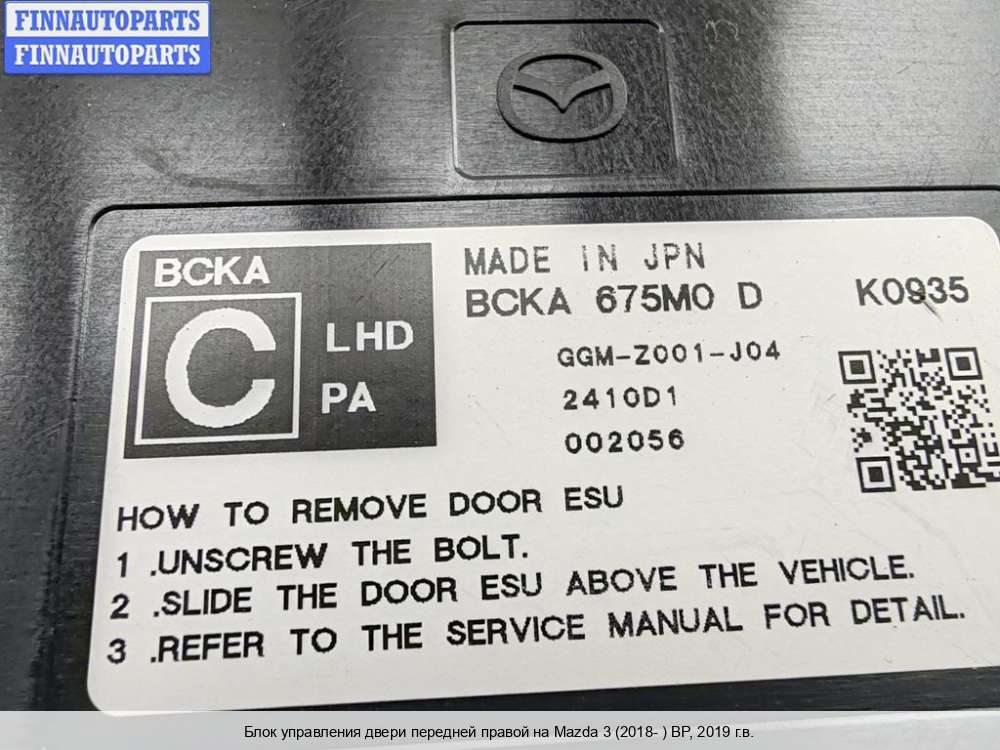 FINNAUTOPARTS
FINNAUTOPARTS
BCKA
C
LHD
PA
MADE IN JPN
BCKA 675M0 D
K0935
GGM-Z001-J04
2410D1
002056
HOW TO REMOVE DOOR ESU
1 .UNSCREW THE BOLT.
2 .SLIDE THE DOOR ESU ABOVE THE VEHICLE.
3 .REFER TO THE SERVICE MANUAL FOR DETAIL.
Блок управления двери передней правой на Mazda 3 (2018- ) BP, 2019 г.в.